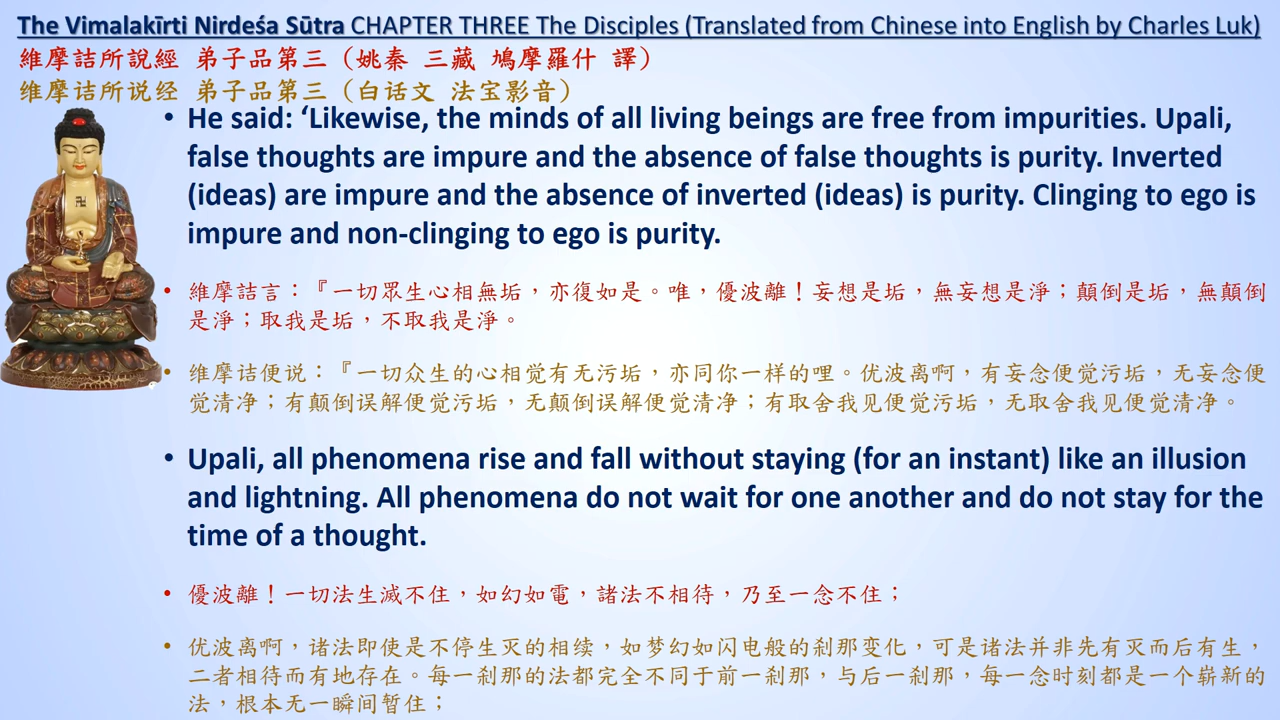 The Vimalakīrti Nirdeśa Sūtra CHAPTER THREE The Disciples (Translated from Chinese into English by Charles Luk)
維摩詰所說經 弟子品第三（姚秦 三藏 鳩摩羅什 譯）
维摩诘所说经 弟子品第三（白话文 法宝影音）
• He said: ‘Likewise, the minds of all living beings are free from impurities. Upali,
false thoughts are impure and the absence of false thoughts is purity. Inverted
(ideas) are impure and the absence of inverted (ideas) is purity. Clinging to ego is
impure and non-clinging to ego is purity.
• 維摩詰言：『一切眾生心相無垢，亦復如是。唯，優波離！妄想是垢，無妄想是淨；顛倒是垢，無顛倒
是淨；取我是垢，不取我是淨。
• 维摩诘便说：『一切众生的心相觉有无污垢，亦同你一样的哩。优波离啊，有妄念便觉污垢，无妄念便
觉清净；有颠倒误解便觉污垢，无颠倒误解便觉清净；有取舍我见便觉污垢，无取舍我见便觉清净。
• Upali, all phenomena rise and fall without staying (for an instant) like an illusion
and lightning. All phenomena do not wait for one another and do not stay for the
time of a thought.
• 優波離！一切法生滅不住，如幻如電，諸法不相待，乃至一念不住；
• 优波离啊，诸法即使是不停生灭的相续，如梦幻如闪电般的刹那变化，可是诸法并非先有灭而后有生，
二者相待而有地存在。每一刹那的法都完全不同于前一刹那，与后一刹那，每一念时刻都是一个崭新的
法，根本无一瞬间暂住；